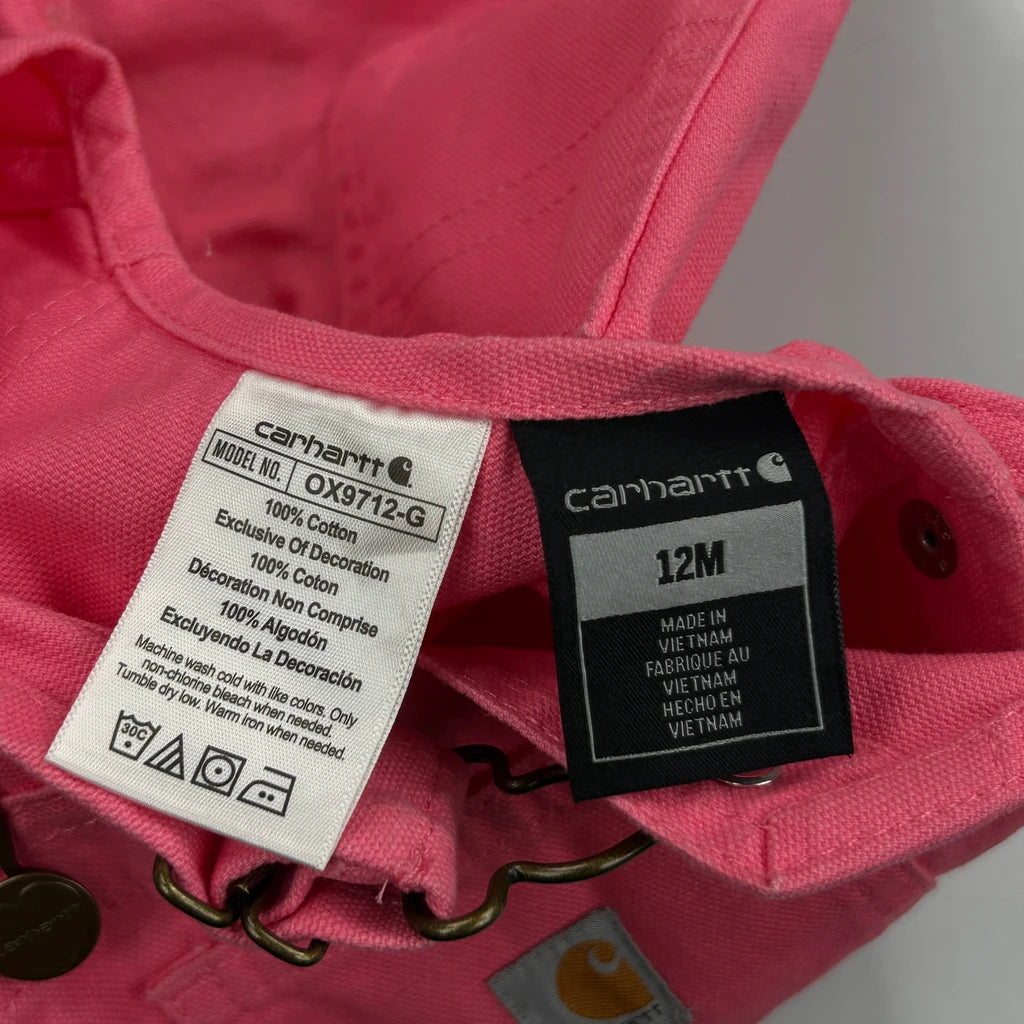 carhartt
MODEL NO. OX9712-G
100% Cotton
Exclusive Of Decoration
100% Coton
Décoration Non Comprise
100% Algodón
Excluyendo La Decoración
Machine wash cold with like colors. Only
non-chlorine bleach when needed.
Tumble dry low. Warm iron when needed.
30C
carhartt
12M
MADE IN
VIETNAM
FABRIQUE AU
VIETNAM
HECHO EN
VIETNAM
carhartt